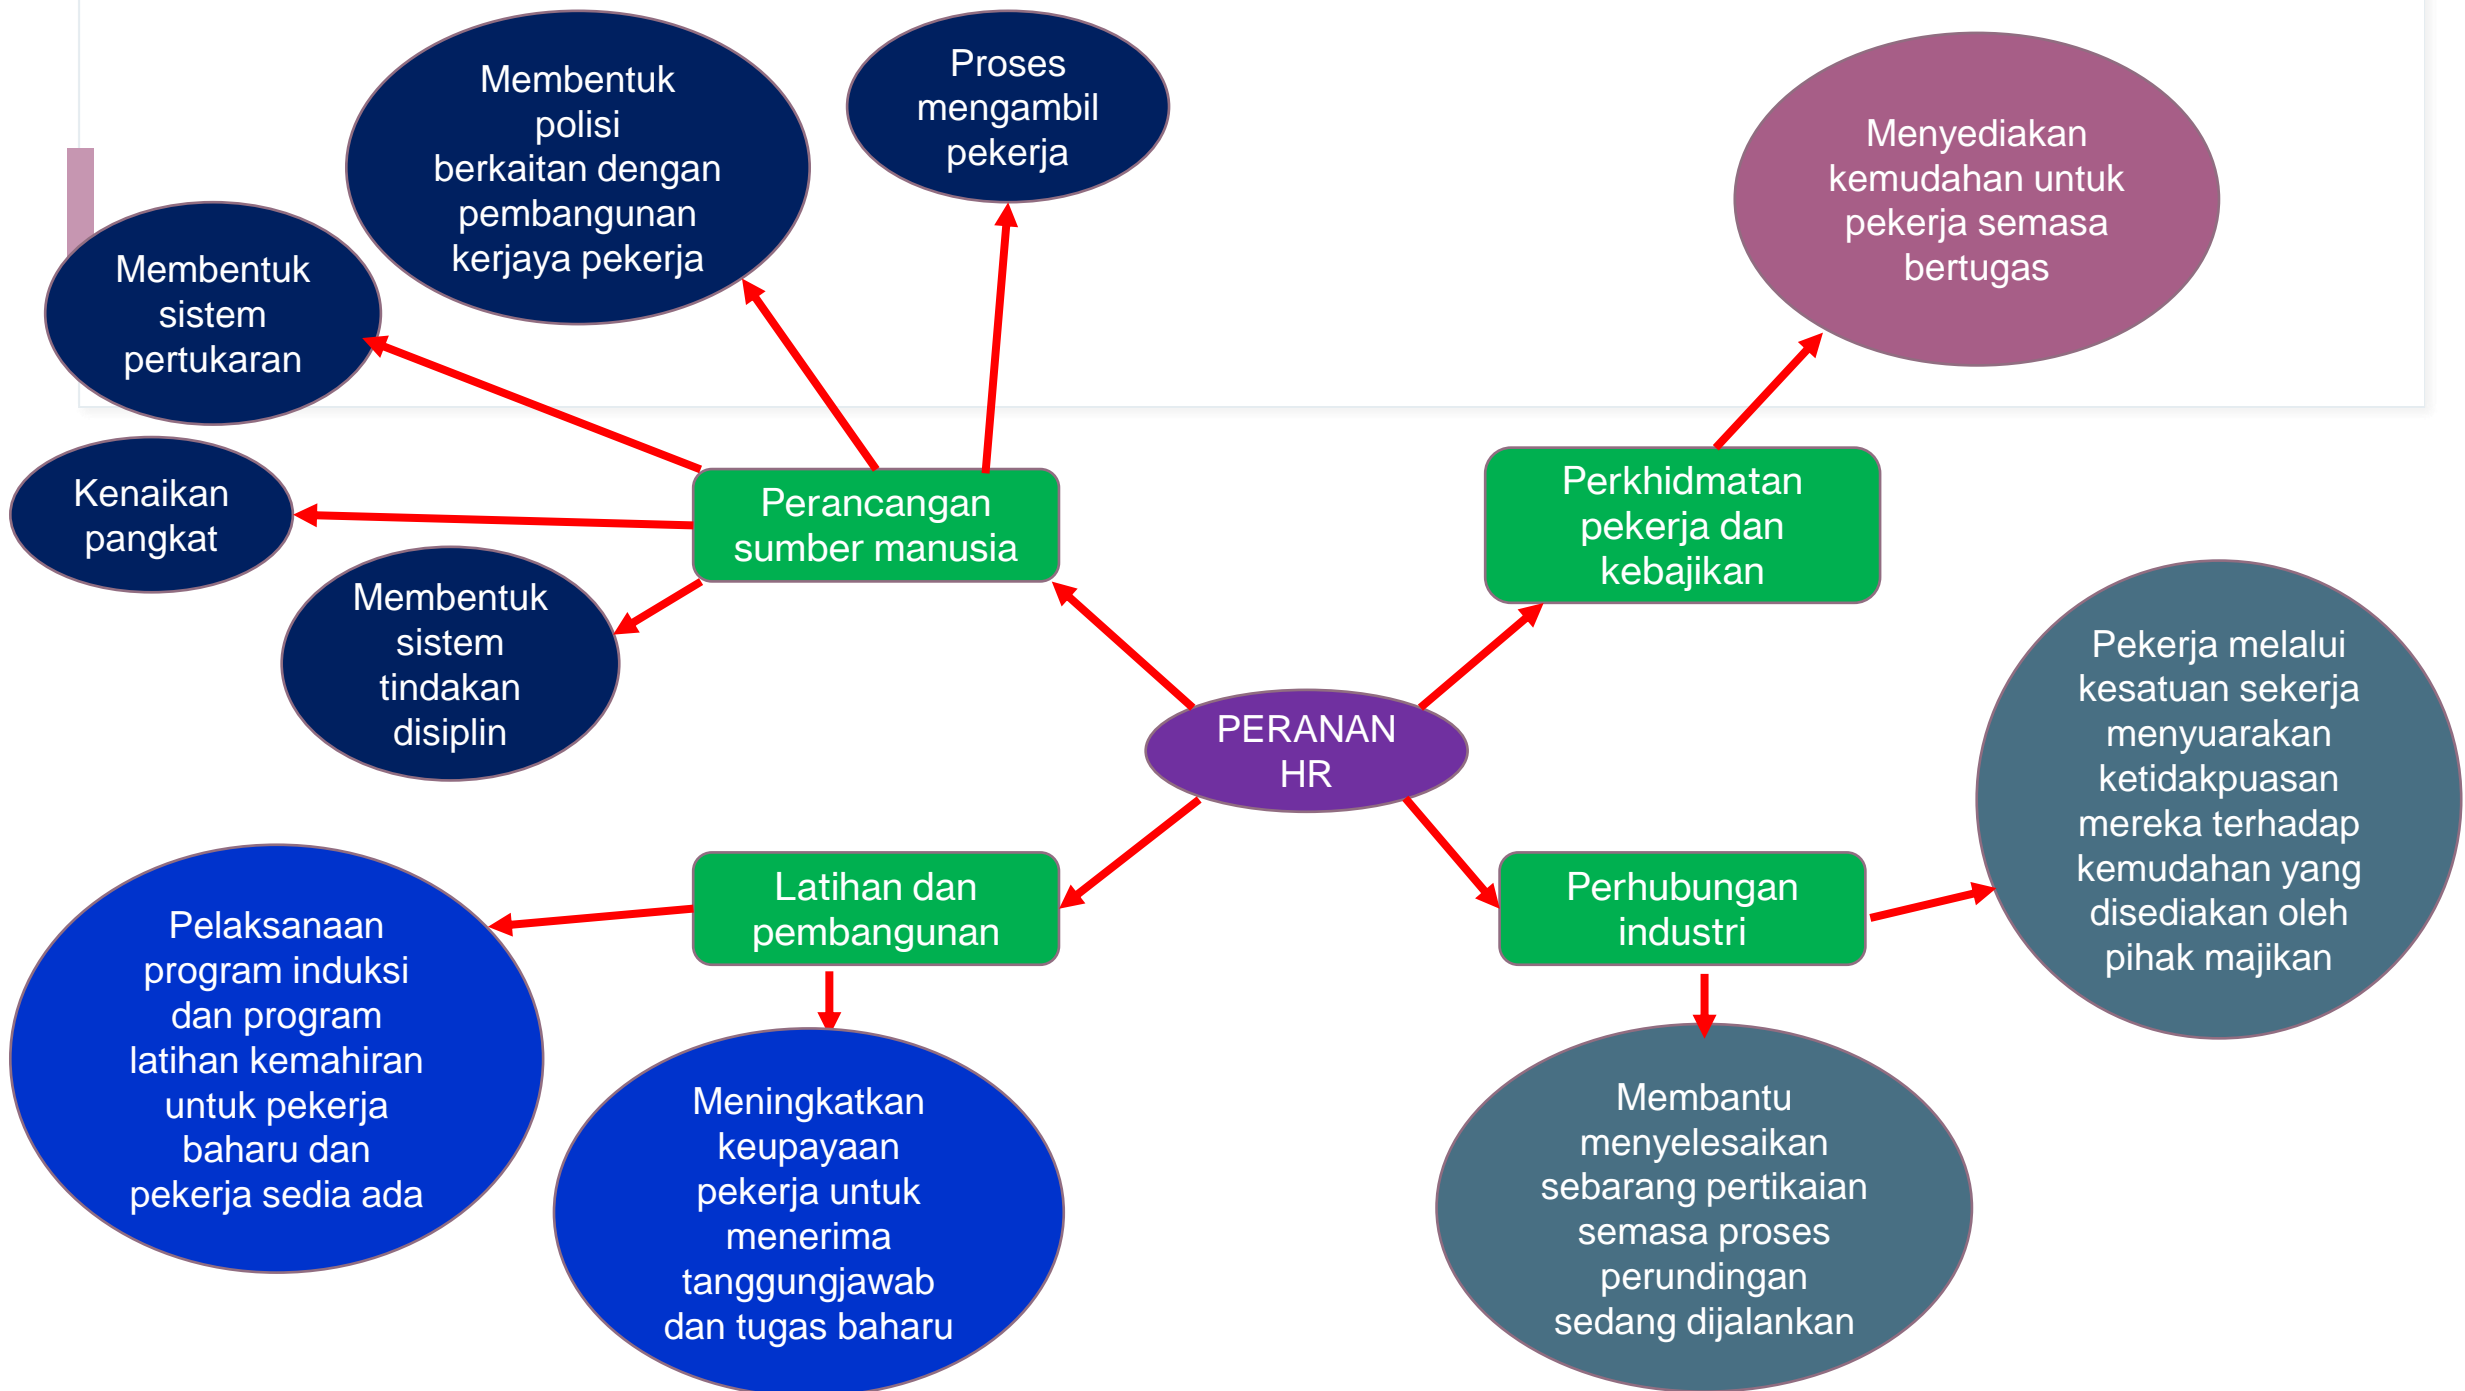 Membentuk
polisi
berkaitan dengan
pembangunan
kerjaya pekerja
Proses
mengambil
pekerja
Menyediakan
kemudahan untuk
pekerja semasa
bertugas
Membentuk
sistem
pertukaran
Kenaikan
pangkat
Perancangan
sumber manusia
Perkhidmatan
pekerja dan
kebajikan
Membentuk
sistem
tindakan
disiplin
PERANAN
HR
Pekerja melalui
kesatuan sekerja
menyuarakan
ketidakpuasan
mereka terhadap
kemudahan yang
disediakan oleh
pihak majikan
Latihan dan
pembangunan
Perhubungan
industri
Pelaksanaan
program induksi
dan program
latihan kemahiran
untuk pekerja
baharu dan
pekerja sedia ada
Meningkatkan
keupayaan
pekerja untuk
menerima
tanggungjawab
dan tugas baharu
Membantu
menyelesaikan
sebarang pertikaian
semasa proses
perundingan
sedang dijalankan